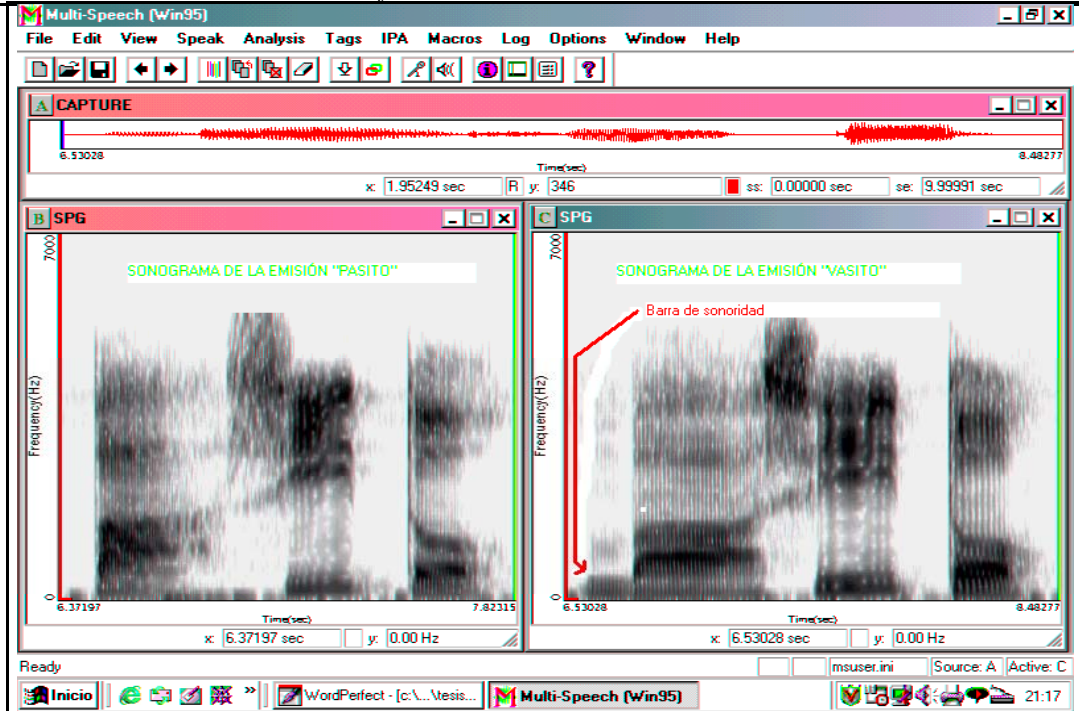 Multi-Speech (Win95)
File Edit View Speak Analysis Tags IPA Macros Log Options Window Help
A CAPTURE
6.53028 8.48277
Time(sec)
x: 1.95249 sec R y: 346 ss: 0.00000 sec se: 9.99991 sec
B SPG
7000
SONOGRAMA DE LA EMISIÓN "PASITO"
Frequency(Hz)
0
6.37197 7.82315
Time(sec)
x: 6.37197 sec y: 0.00 Hz
C SPG
7000
SONOGRAMA DE LA EMISIÓN "VASITO"
Barra de sonoridad
Frequency(Hz)
0
6.53028 8.48277
Time(sec)
x: 6.53028 sec y: 0.00 Hz
Ready msuser.ini Source: A Active: C
Inicio » WordPerfect - [c:\...\tesis... Multi-Speech (Win95) 21:17